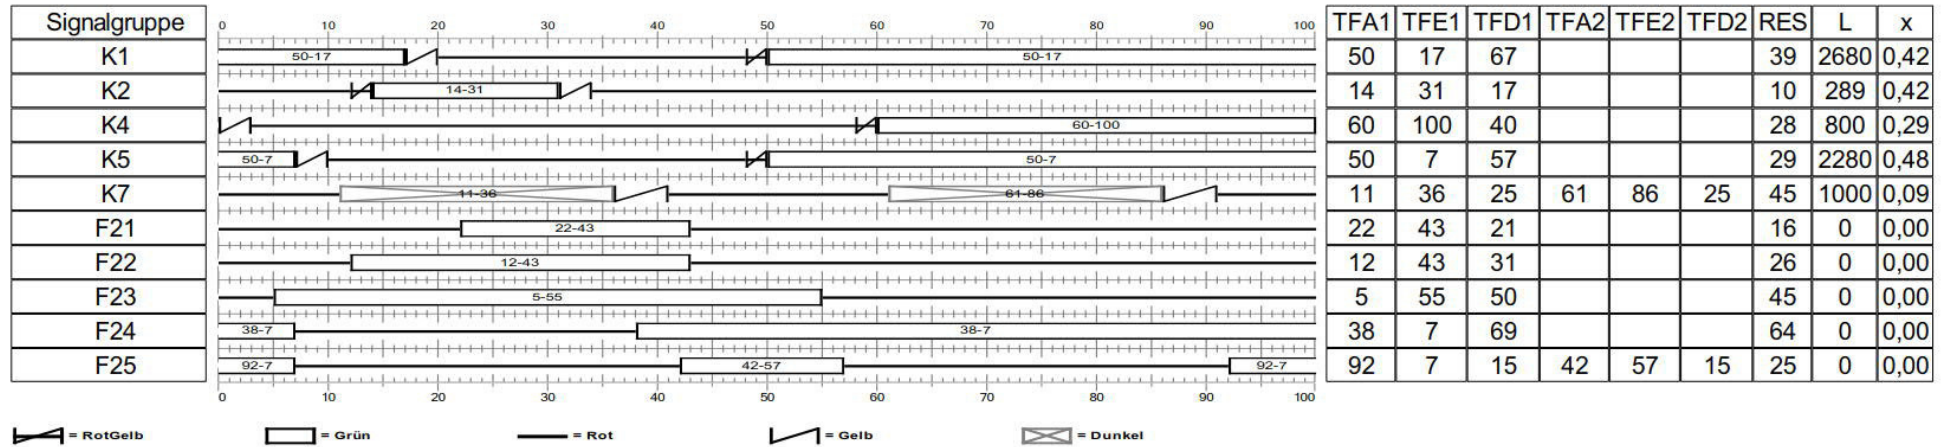 Signalgruppe 0 10 20 30 40 50 60 70 80 90 100 TFA1 TFE1 TFD1 TFA2 TFE2 TFD2 RES L x
K1 50-17 50-17 50 17 67 39 2680 0,42
K2 14-31 14 31 17 10 289 0,42
K4 60-100 60 100 40 28 800 0,29
K5 50-7 50-7 50 7 57 29 2280 0,48
K7 11-36 61-86 11 36 25 61 86 25 45 1000 0,09
F21 22-43 22 43 21 16 0 0,00
F22 12-43 12 43 31 26 0 0,00
F23 5-55 5 55 50 45 0 0,00
F24 38-7 38-7 38 7 69 64 0 0,00
F25 92-7 42-57 92-7 92 7 15 42 57 15 25 0 0,00
0 10 20 30 40 50 60 70 80 90 100
= RotGelb = Grün = Rot = Gelb = Dunkel